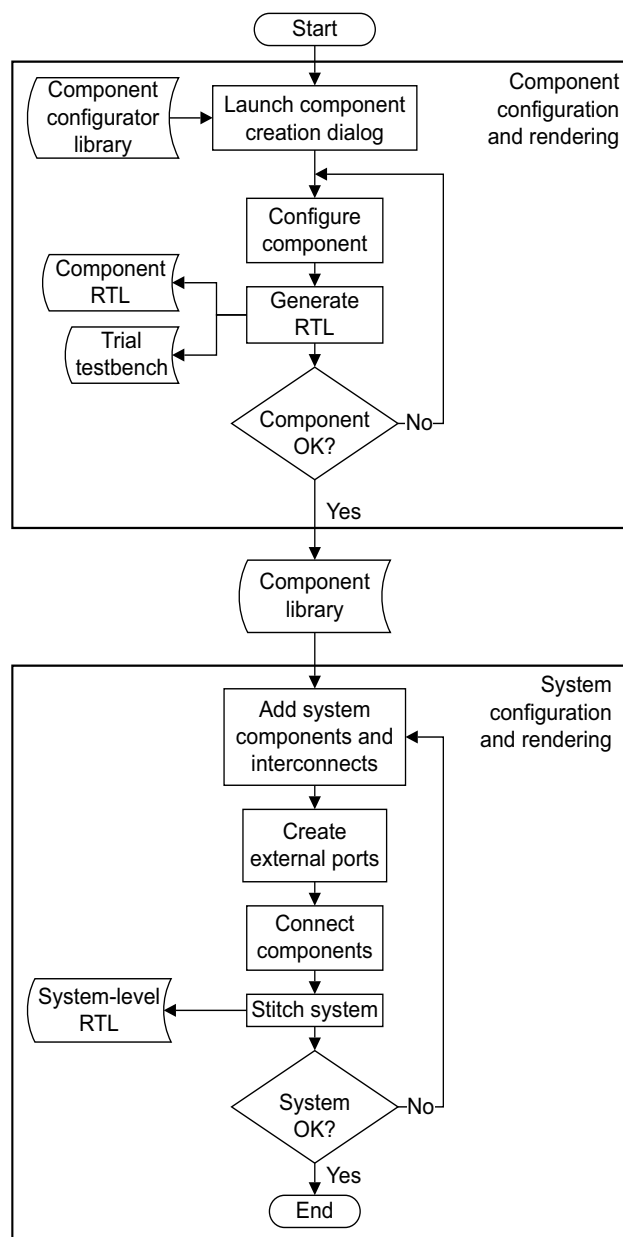 Start
Component
configuration
and rendering
Component
configurator
library
Launch component
creation dialog
Configure
component
Component
RTL
Generate
RTL
Trial
testbench
Component
OK?
No
Yes
Component
library
System
configuration
and rendering
Add system
components and
interconnects
Create
external ports
Connect
components
System-level
RTL
Stitch system
System
OK?
No
Yes
End